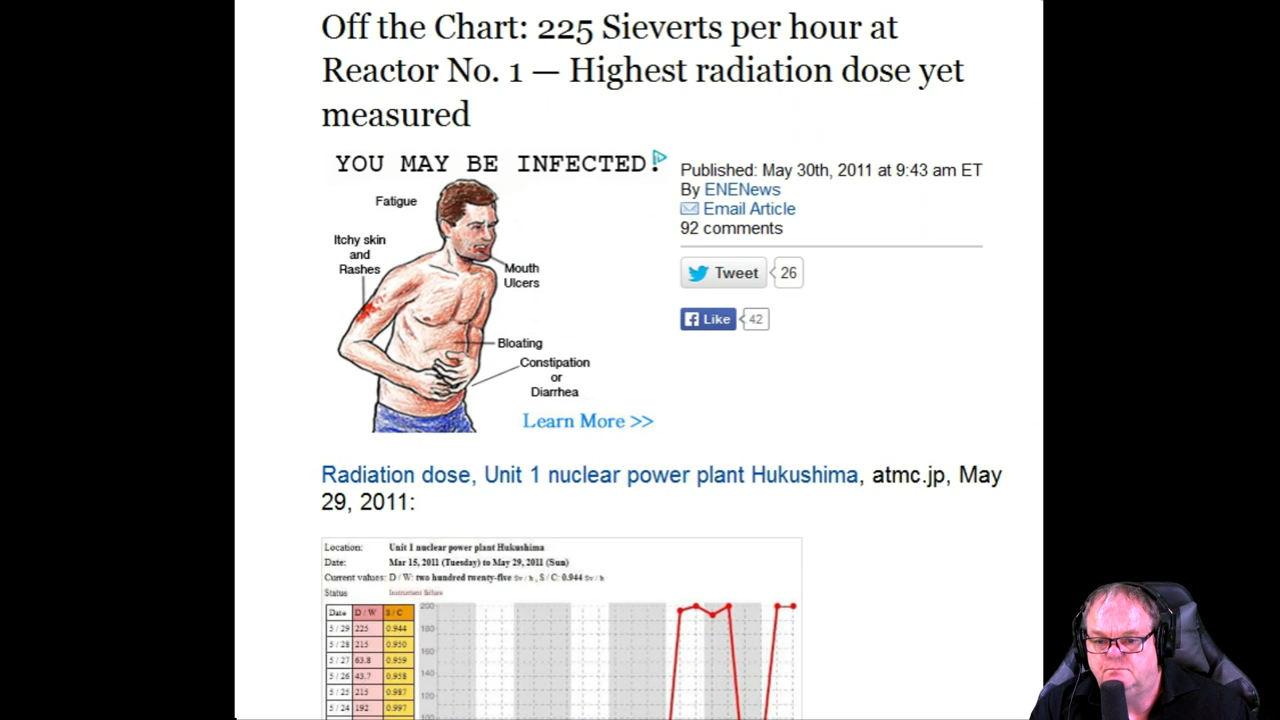 Off the Chart: 225 Sieverts per hour at
Reactor No. 1 — Highest radiation dose yet
measured
YOU MAY BE INFECTED!
Fatigue
Itchy skin
and
Rashes
Mouth
Ulcers
Bloating
Constipation
or
Diarrhea
Learn More >>
Published: May 30th, 2011 at 9:43 am ET
By ENENews
Email Article
92 comments
Tweet 26
Like 42
Radiation dose, Unit 1 nuclear power plant Hukushima, atmc.jp, May
29, 2011:
Location: Unit 1 nuclear power plant Hukushima
Date: Mar 15, 2011 (Tuesday) to May 29, 2011 (Sun)
Current values: D / W: two hundred twenty-five Sv / h , S / C: 0.944 Sv / h
Status Instrument failure
Date D / W S / C
5 / 29 225 0.944
5 / 28 215 0.950
5 / 27 63.8 0.959
5 / 26 43.7 0.958
5 / 25 215 0.987
5 / 24 192 0.997
200
180
160
140
120
100